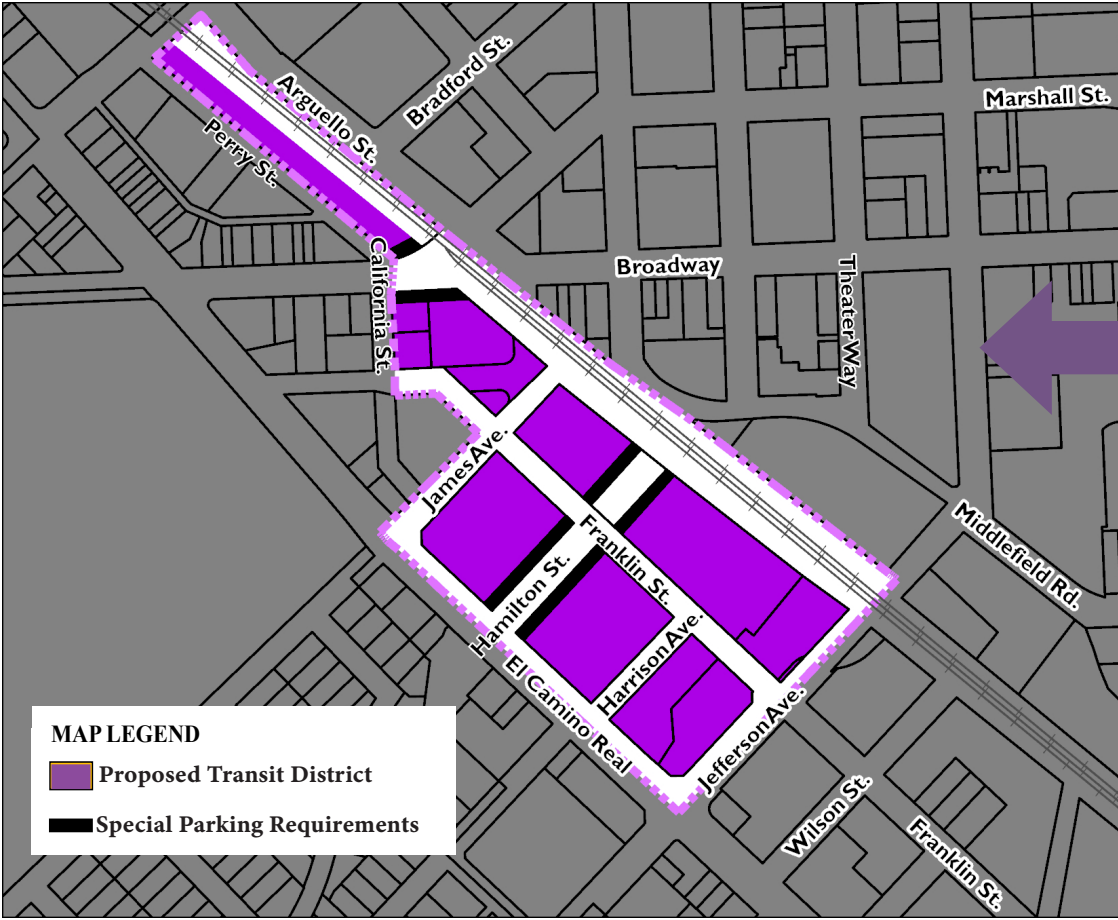 Bradford St.
Arguello St.
Marshall St.
Perry St.
California St.
Broadway
Theater Way
James Ave.
Franklin St.
Middlefield Rd.
Hamilton St.
Harrison Ave.
El Camino Real
Jefferson Ave.
Wilson St.
Franklin St.
MAP LEGEND
Proposed Transit District
Special Parking Requirements